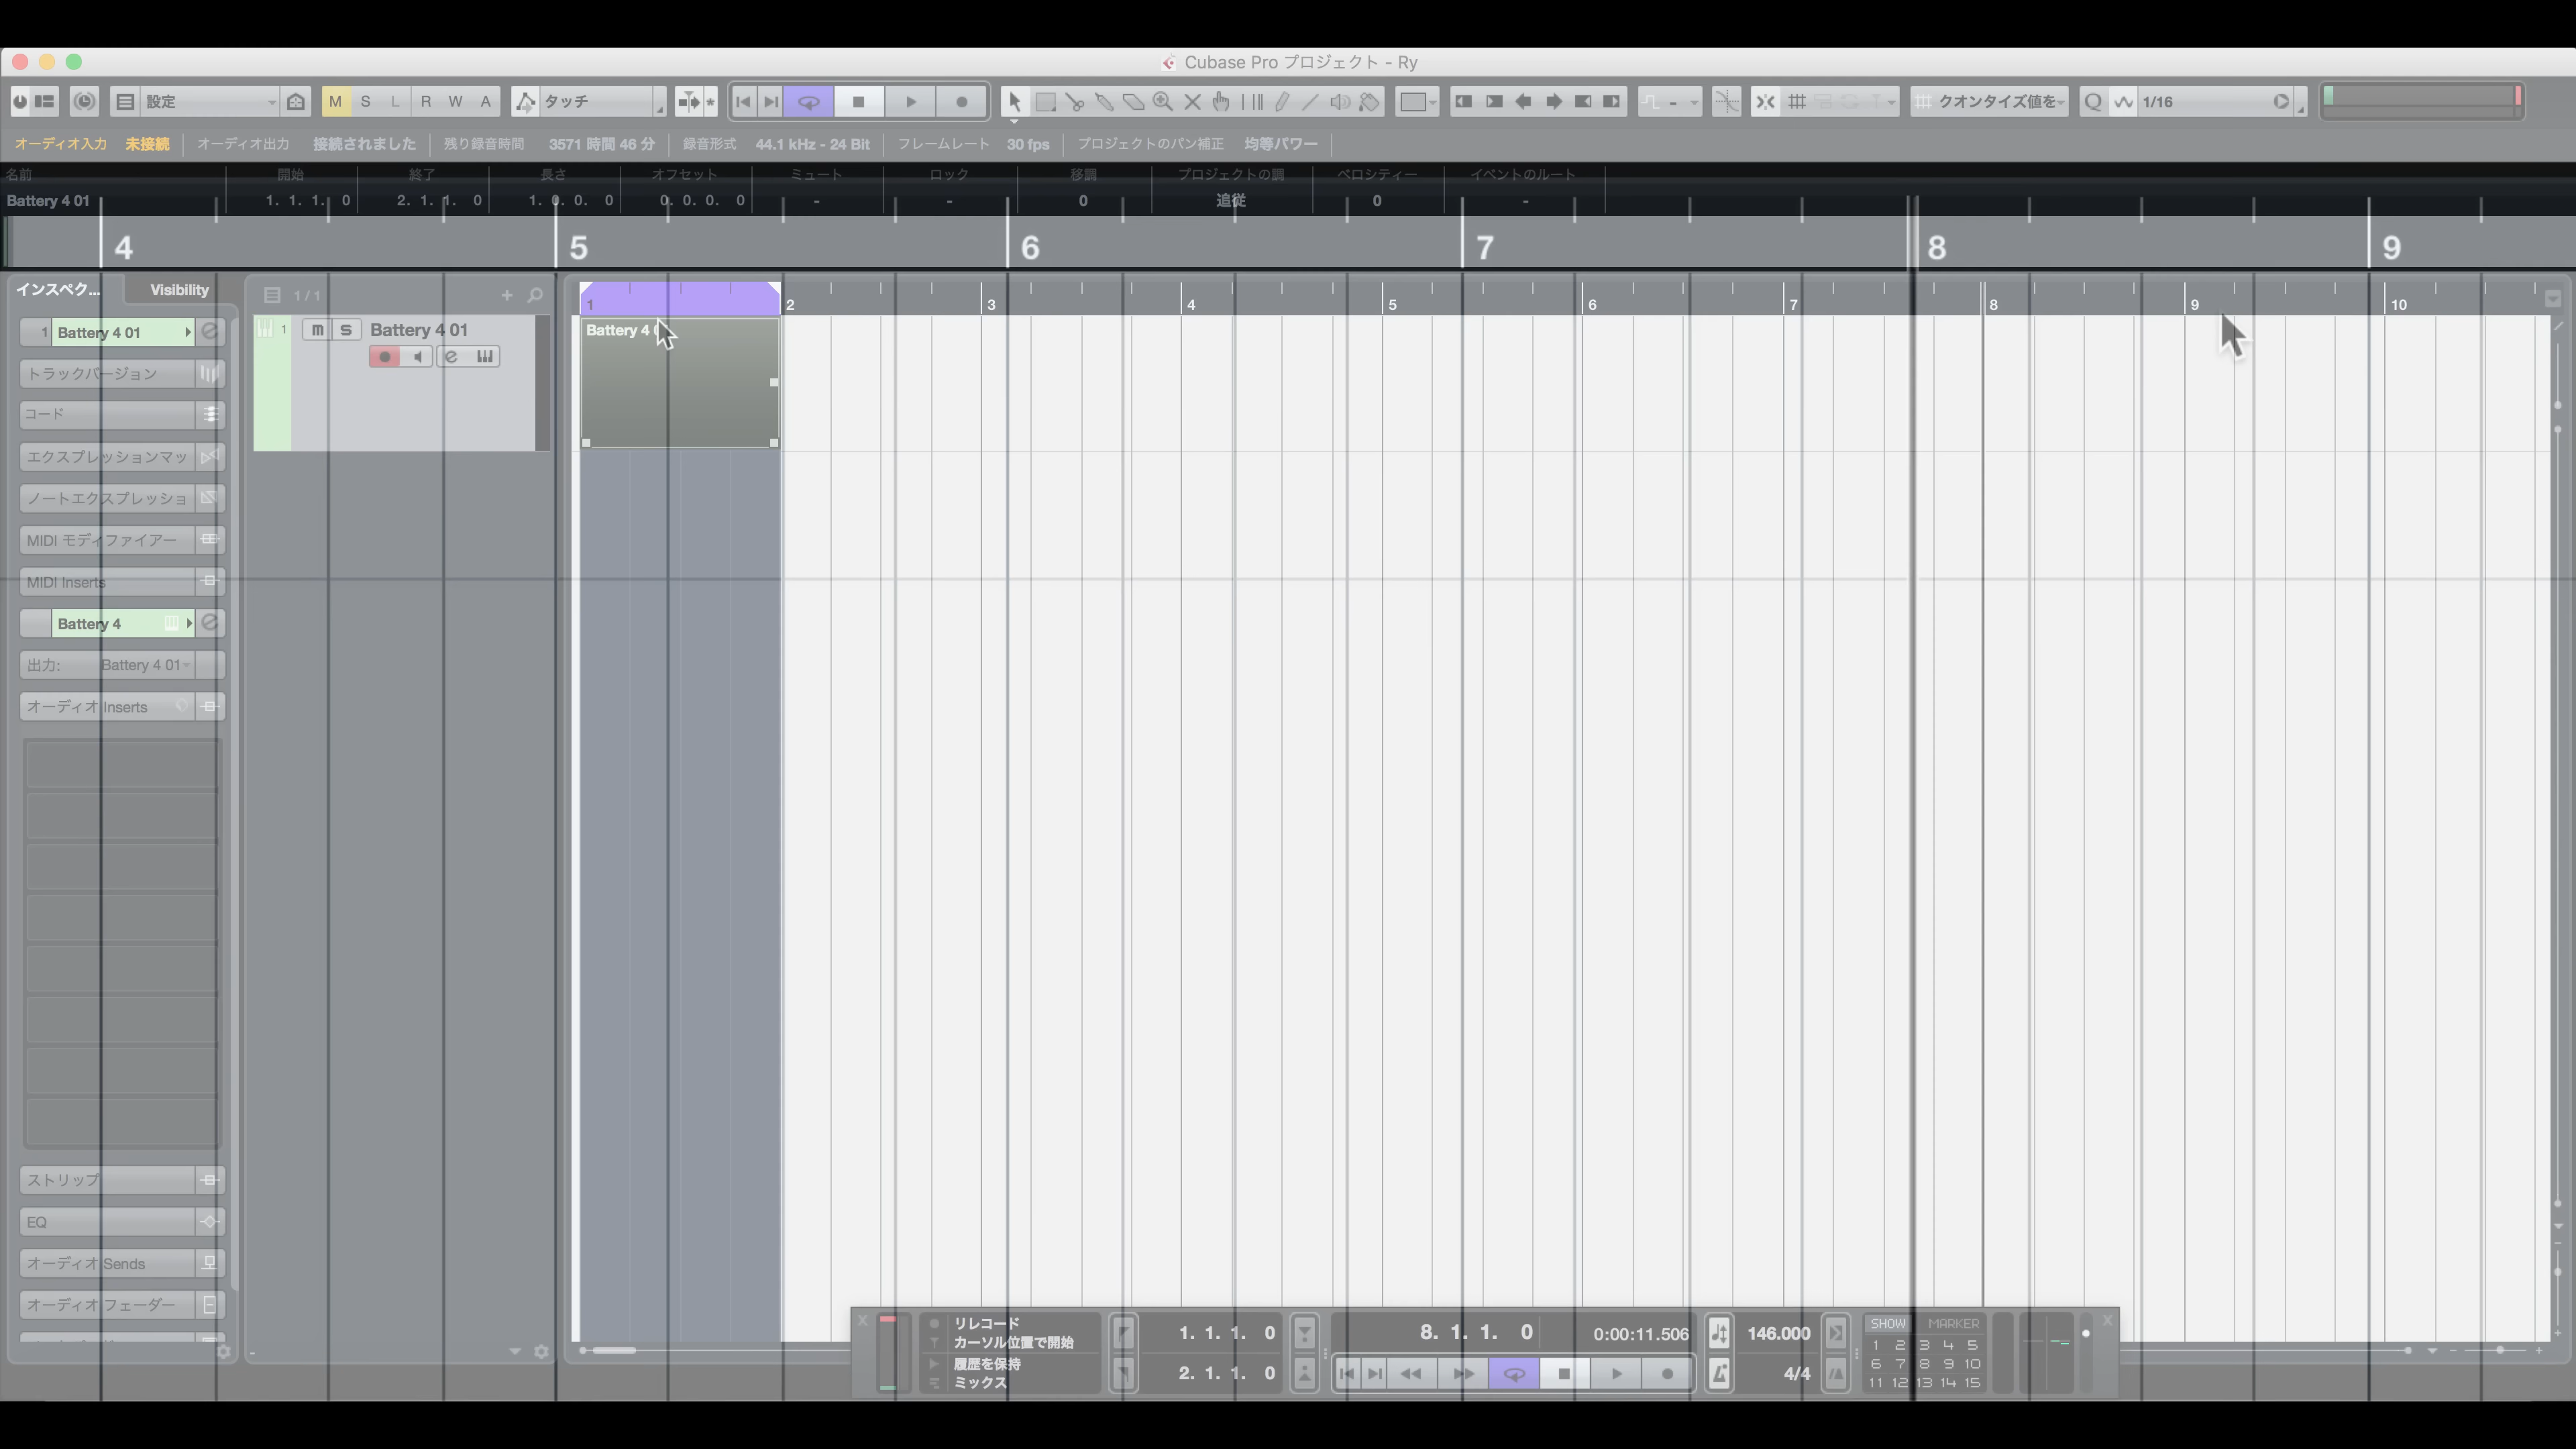 Cubase Pro プロジェクト - Ry
設定 M S L R W A タッチ クオンタイズ値を Q 1/16
オーディオ入力 未接続 オーディオ出力 接続されました 残り録音時間 3571 時間 46 分 録音形式 44.1 kHz - 24 Bit フレームレート 30 fps プロジェクトのパン補正 均等パワー
名前 開始 終了 長さ オフセット ミュート ロック 移調 プロジェクトの調 ベロシティー イベントのルート
Battery 4 01 1. 1. 1. 0 2. 1. 1. 0 1. 0. 0. 0 0. 0. 0. 0 - - 0 追従 0 -
4 5 6 7 8 9
インスペク... Visibility 1 / 1
1 2 3 4 5 6 7 8 9 10
1 Battery 4 01
1 m S Battery 4 01
Battery 4
トラックバージョン
コード
エクスプレッションマッ
ノートエクスプレッショ
MIDI モディファイアー
MIDI Inserts
Battery 4
出力: Battery 4 01
オーディオ Inserts
ストリップ
EQ
オーディオ Sends
オーディオ フェーダー
リレコード
カーソル位置で開始
履歴を保持
ミックス
1. 1. 1. 0
2. 1. 1. 0
8. 1. 1. 0 0:00:11.506
146.000
4/4
SHOW MARKER
1 2 3 4 5
6 7 8 9 10
11 12 13 14 15